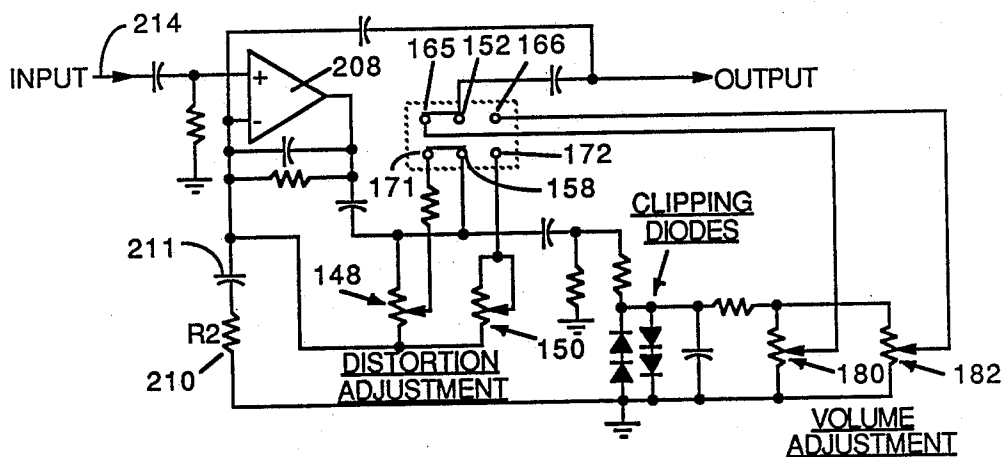 214
165 152 166
INPUT
+
208
OUTPUT
-
171
172
158
CLIPPING
DIODES
211
148
R2
150
180
182
210
DISTORTION
ADJUSTMENT
VOLUME
ADJUSTMENT